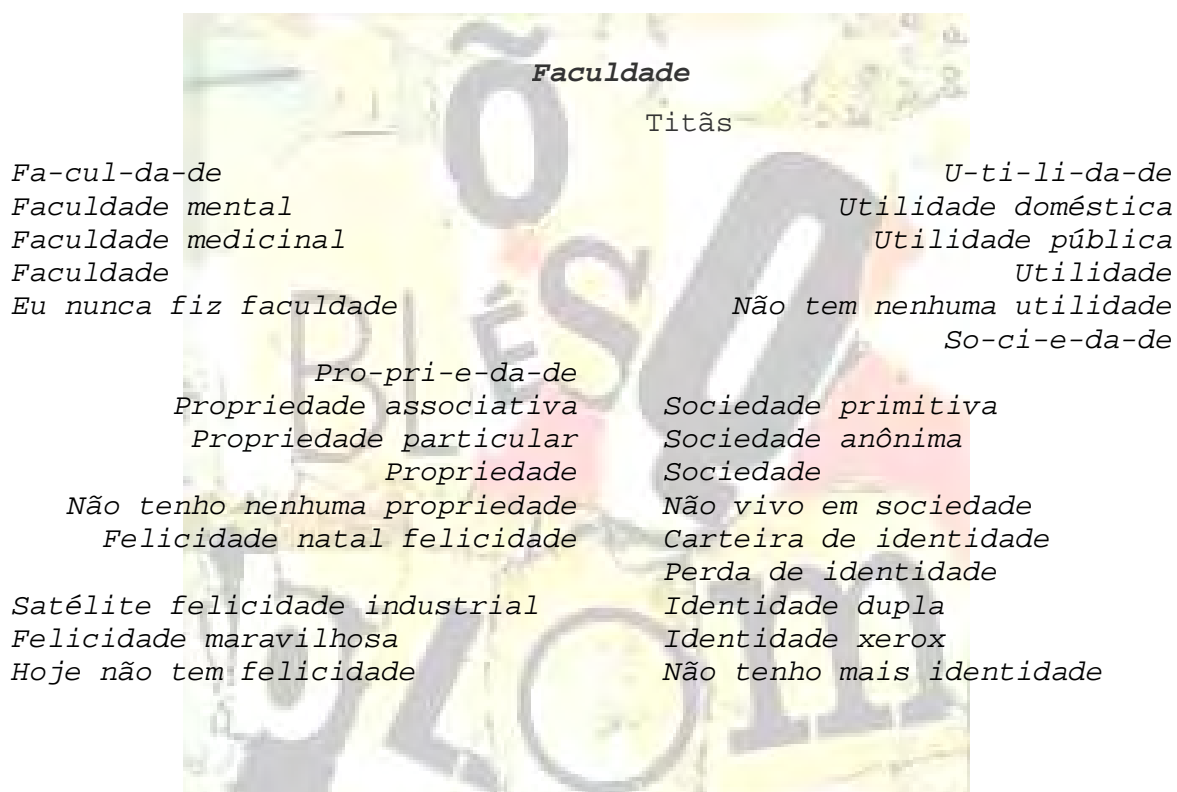 Faculdade
Titãs
Fa-cul-da-de
Faculdade mental
Faculdade medicinal
Faculdade
Eu nunca fiz faculdade
Pro-pri-e-da-de
Propriedade associativa
Propriedade particular
Propriedade
Não tenho nenhuma propriedade
Felicidade natal felicidade
Satélite felicidade industrial
Felicidade maravilhosa
Hoje não tem felicidade
U-ti-li-da-de
Utilidade doméstica
Utilidade pública
Utilidade
Não tem nenhuma utilidade
So-ci-e-da-de
Sociedade primitiva
Sociedade anônima
Sociedade
Não vivo em sociedade
Carteira de identidade
Perda de identidade
Identidade dupla
Identidade xerox
Não tenho mais identidade
Õ
BLÉSQ
BLOm